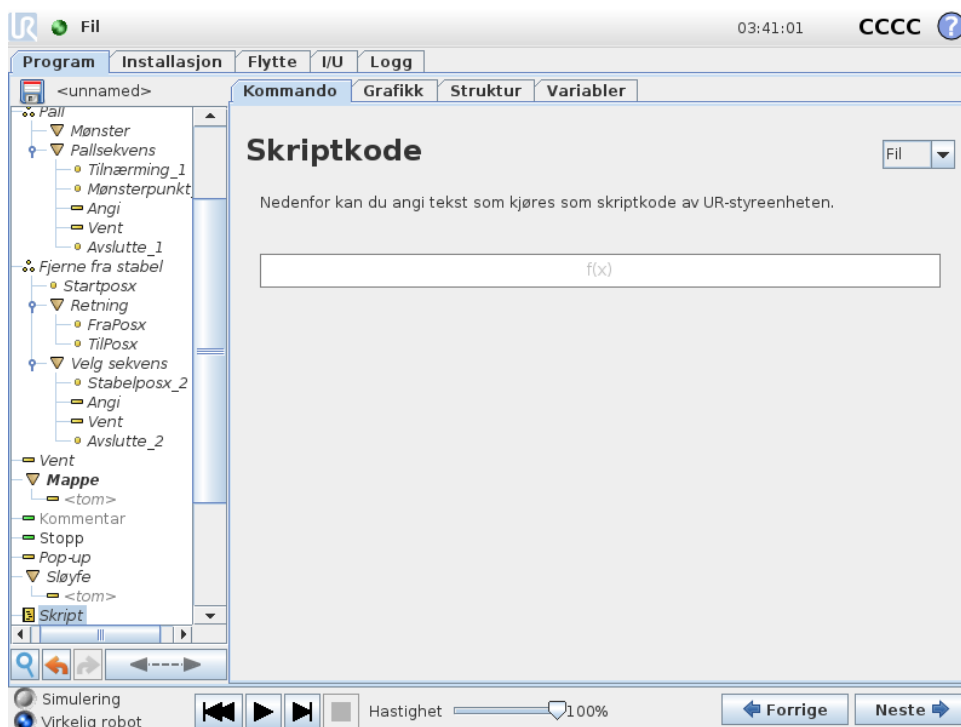 UR Fil 03:41:01 CCCC ?
Program Installasjon Flytte I/U Logg
<unnamed>
Kommando Grafikk Struktur Variabler
Pall
Mønster
Pallsekvens
Tilnærming_1
Mønsterpunkt_
Angi
Vent
Avslutte_1
Fjerne fra stabel
Startposx
Retning
FraPosx
TilPosx
Velg sekvens
Stabelposx_2
Angi
Vent
Avslutte_2
Vent
Mappe
<tom>
Kommentar
Stopp
Pop-up
Sløyfe
<tom>
Skript
Skriptkode
Fil
Nedenfor kan du angi tekst som kjøres som skriptkode av UR-styreenheten.
f(x)
Simulering
Virkelig robot
Hastighet 100%
Forrige Neste